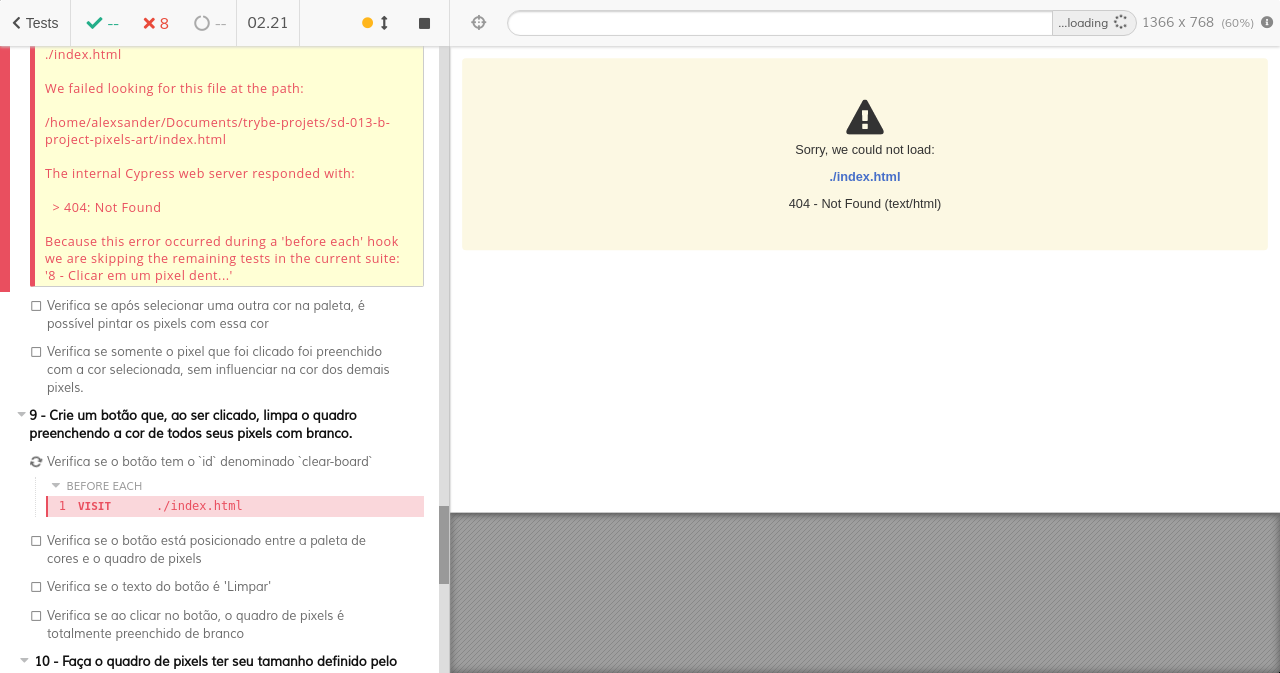 Tests
--
8
--
02.21
...loading
1366 x 768 (60%)
./index.html
We failed looking for this file at the path:
/home/alexsander/Documents/trybe-projets/sd-013-b-
project-pixels-art/index.html
The internal Cypress web server responded with:
> 404: Not Found
Because this error occurred during a 'before each' hook
we are skipping the remaining tests in the current suite:
'8 - Clicar em um pixel dent...'
Verifica se após selecionar uma outra cor na paleta, é
possível pintar os pixels com essa cor
Verifica se somente o pixel que foi clicado foi preenchido
com a cor selecionada, sem influenciar na cor dos demais
pixels.
9 - Crie um botão que, ao ser clicado, limpa o quadro
preenchendo a cor de todos seus pixels com branco.
Verifica se o botão tem o `id` denominado `clear-board`
BEFORE EACH
1 VISIT ./index.html
Verifica se o botão está posicionado entre a paleta de
cores e o quadro de pixels
Verifica se o texto do botão é 'Limpar'
Verifica se ao clicar no botão, o quadro de pixels é
totalmente preenchido de branco
10 - Faça o quadro de pixels ter seu tamanho definido pelo
Sorry, we could not load:
./index.html
404 - Not Found (text/html)